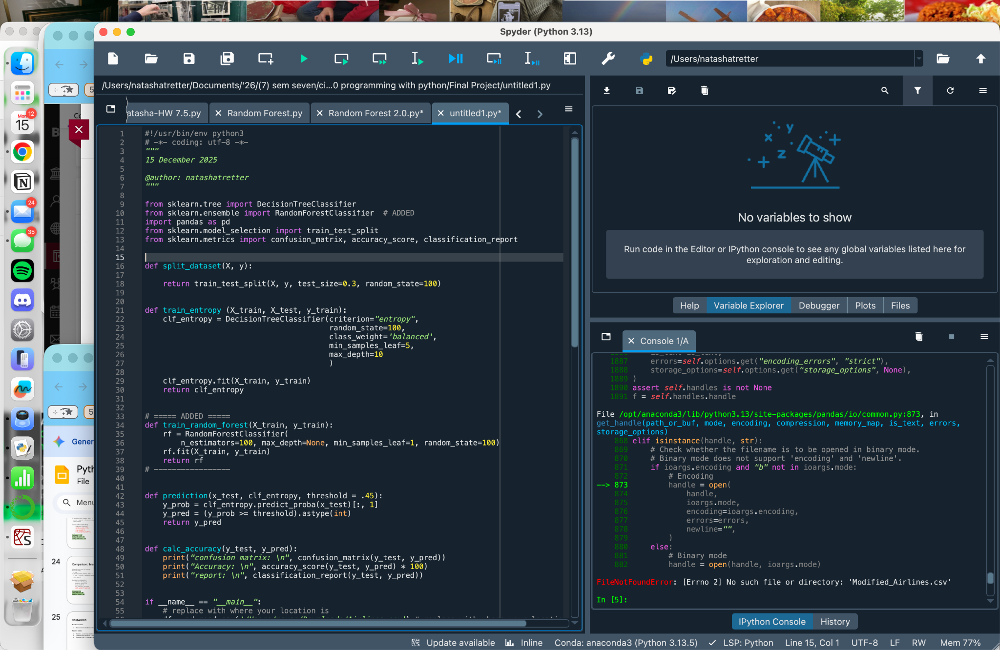 Spyder (Python 3.13)
/Users/natashatretter
/Users/natashatretter/Documents/'26/(7) sem seven/ci...0 programming with python/Final Project/untitled1.py
atasha-HW 7.5.py
Random Forest.py
Random Forest 2.0.py*
untitled1.py*
1 #!/usr/bin/env python3
2 # -*- coding: utf-8 -*-
3 """
4 15 December 2025
5
6 @author: natashatretter
7 """
8
9 from sklearn.tree import DecisionTreeClassifier
10 from sklearn.ensemble import RandomForestClassifier  # ADDED
11 import pandas as pd
12 from sklearn.model_selection import train_test_split
13 from sklearn.metrics import confusion_matrix, accuracy_score, classification_report
14
15
16 def split_dataset(X, y):
17
18     return train_test_split(X, y, test_size=0.3, random_state=100)
19
20
21 def train_entropy (X_train, X_test, y_train):
22     clf_entropy = DecisionTreeClassifier(criterion="entropy",
23                                          random_state=100,
24                                          class_weight='balanced',
25                                          min_samples_leaf=5,
26                                          max_depth=10
27                                          )
28
29     clf_entropy.fit(X_train, y_train)
30     return clf_entropy
31
32
33 # ===== ADDED =====
34 def train_random_forest(X_train, y_train):
35     rf = RandomForestClassifier(
36         n_estimators=100, max_depth=None, min_samples_leaf=1, random_state=100)
37     rf.fit(X_train, y_train)
38     return rf
39 # -----------------
40
41
42 def prediction(x_test, clf_entropy, threshold = .45):
43     y_prob = clf_entropy.predict_proba(x_test)[:, 1]
44     y_pred = (y_prob >= threshold).astype(int)
45     return y_pred
46
47
48 def calc_accuracy(y_test, y_pred):
49     print("confusion matrix: \n", confusion_matrix(y_test, y_pred))
50     print("Accuracy: \n", accuracy_score(y_test, y_pred) * 100)
51     print("report: \n", classification_report(y_test, y_pred))
52
53
54 if __name__ == "__main__":
55     # replace with where your location is
No variables to show
Run code in the Editor or IPython console to see any global variables listed here for
exploration and editing.
Help
Variable Explorer
Debugger
Plots
Files
Console 1/A
1887     errors=self.options.get("encoding_errors", "strict"),
1888     storage_options=self.options.get("storage_options", None),
1889 )
1890 assert self.handles is not None
1891 f = self.handles.handle
File /opt/anaconda3/lib/python3.13/site-packages/pandas/io/common.py:873, in
get_handle(path_or_buf, mode, encoding, compression, memory_map, is_text, errors,
storage_options)
868 elif isinstance(handle, str):
869     # Check whether the filename is to be opened in binary mode.
870     # Binary mode does not support 'encoding' and 'newline'.
871     if ioargs.encoding and "b" not in ioargs.mode:
872         # Encoding
--> 873         handle = open(
874             handle,
875             ioargs.mode,
876             encoding=ioargs.encoding,
877             errors=errors,
878             newline="",
879         )
880     else:
881         # Binary mode
882         handle = open(handle, ioargs.mode)
FileNotFoundError: [Errno 2] No such file or directory: 'Modified_Airlines.csv'
In [5]:
IPython Console
History
Update available
Inline
Conda: anaconda3 (Python 3.13.5)
LSP: Python
Line 15, Col 1
UTF-8
LF
RW
Mem 77%
Mon
12
15
24
35
Gener
Pyth
File
Menu
24
25
Analyzation